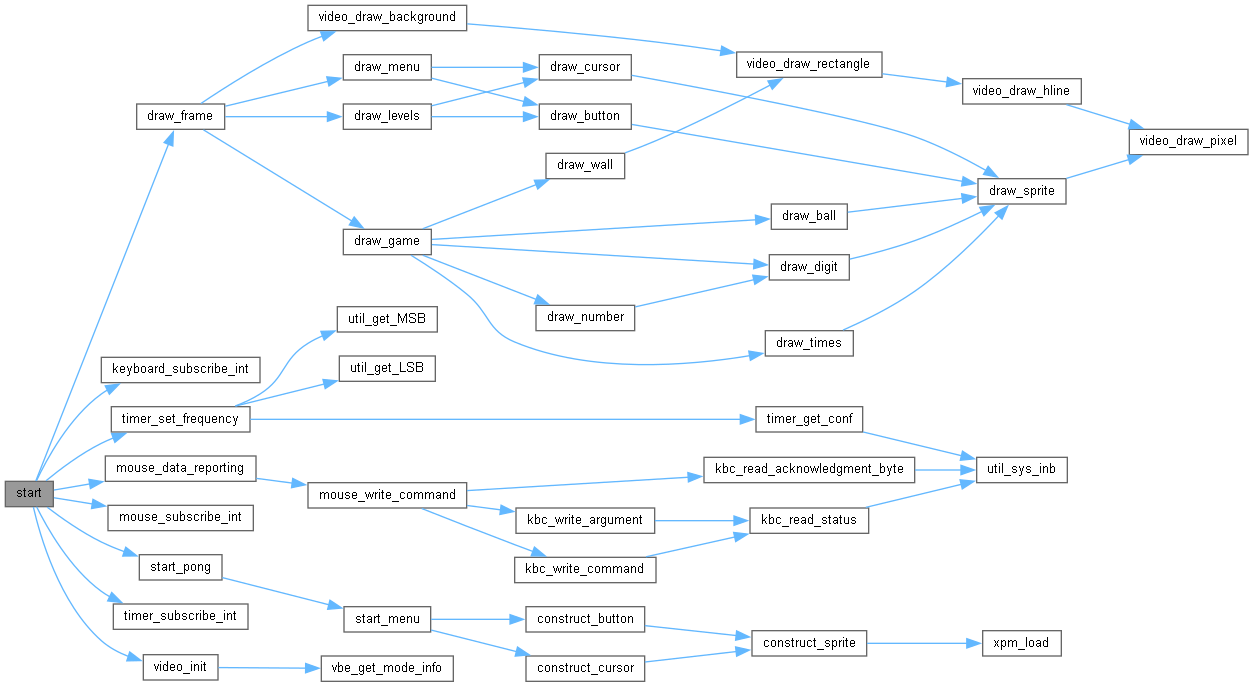 video_draw_background
video_draw_rectangle
draw_menu
draw_cursor
video_draw_hline
draw_frame
draw_levels
draw_button
video_draw_pixel
draw_wall
draw_sprite
draw_ball
draw_game
draw_digit
draw_number
util_get_MSB
draw_times
keyboard_subscribe_int
util_get_LSB
timer_set_frequency
timer_get_conf
mouse_data_reporting
kbc_read_acknowledgment_byte
util_sys_inb
start
mouse_write_command
mouse_subscribe_int
kbc_write_argument
kbc_read_status
start_pong
kbc_write_command
timer_subscribe_int
start_menu
construct_button
construct_sprite
xpm_load
video_init
vbe_get_mode_info
construct_cursor